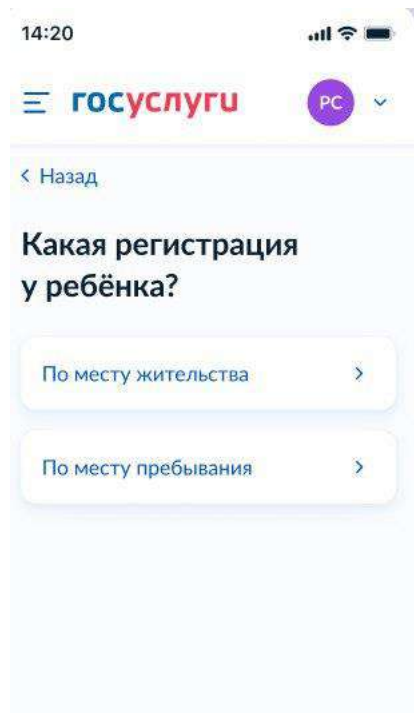 14:20
госуслуги
РС
Назад
Какая регистрация
у ребёнка?
По месту жительства
По месту пребывания